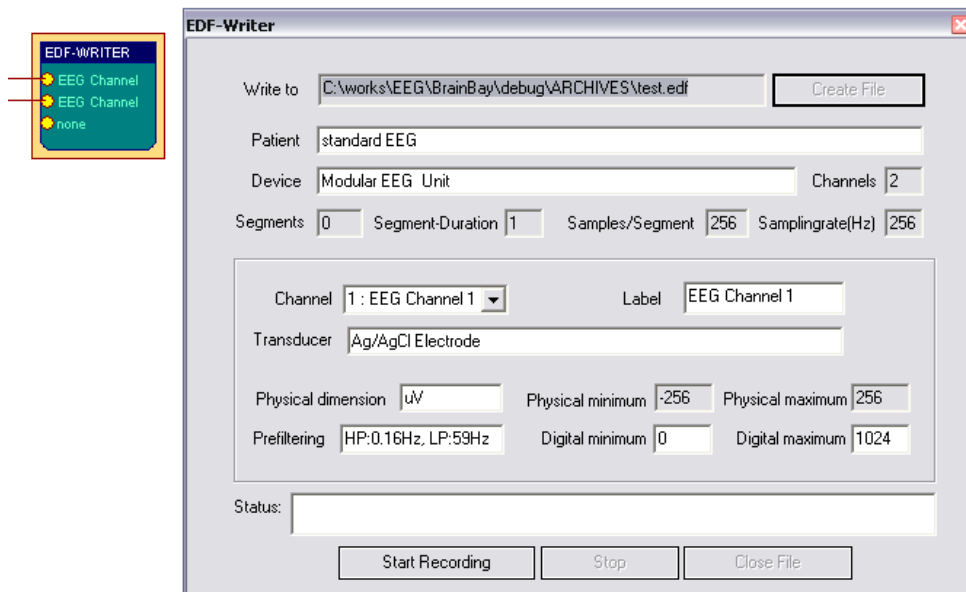 EDF-WRITER
EEG Channel
EEG Channel
none
EDF-Writer
Write to C:\works\EEG\BrainBay\debug\ARCHIVES\test.edf Create File
Patient standard EEG
Device Modular EEG  Unit Channels 2
Segments 0 Segment-Duration 1 Samples/Segment 256 Samplingrate(Hz) 256
Channel 1 : EEG Channel 1 Label EEG Channel 1
Transducer Ag/AgCl Electrode
Physical dimension uV Physical minimum -256 Physical maximum 256
Prefiltering HP:0.16Hz, LP:59Hz Digital minimum 0 Digital maximum 1024
Status:
Start Recording Stop Close File